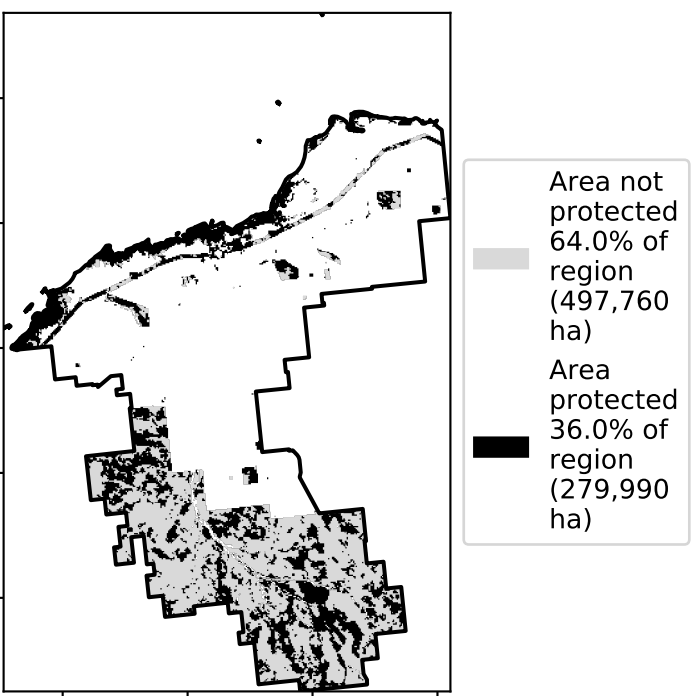 Area not
protected
64.0% of
region
(497,760
ha)
Area
protected
36.0% of
region
(279,990
ha)